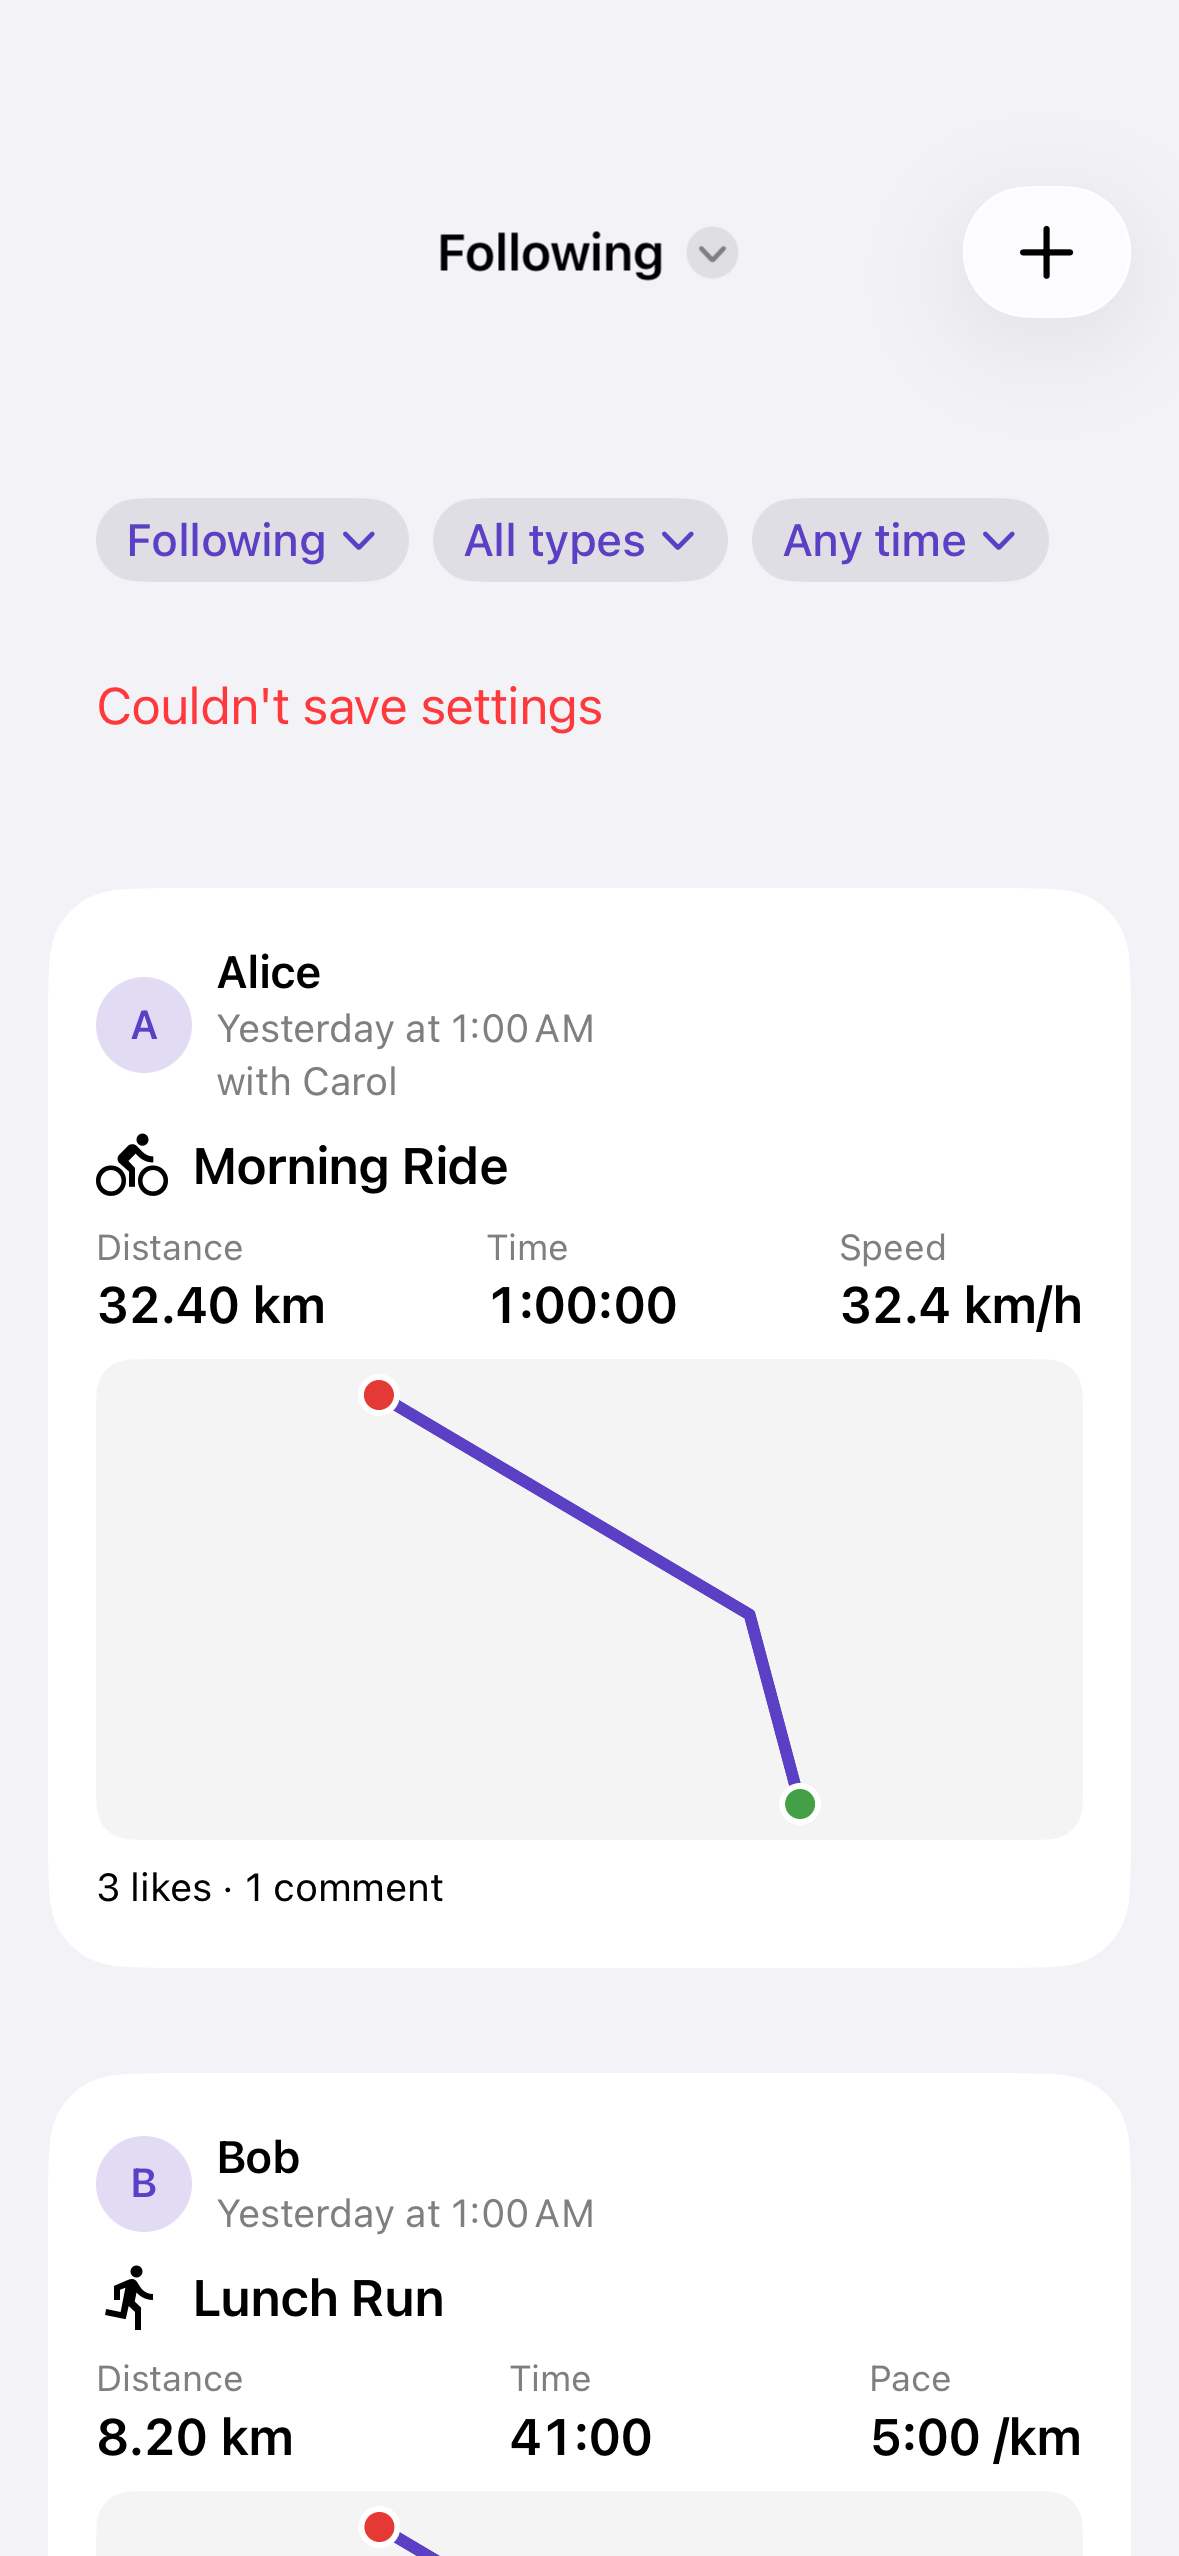 Following
Following
All types
Any time
Couldn't save settings
A
Alice
Yesterday at 1:00 AM
with Carol
Morning Ride
Distance Time Speed
32.40 km 1:00:00 32.4 km/h
3 likes · 1 comment
B
Bob
Yesterday at 1:00 AM
Lunch Run
Distance Time Pace
8.20 km 41:00 5:00 /km